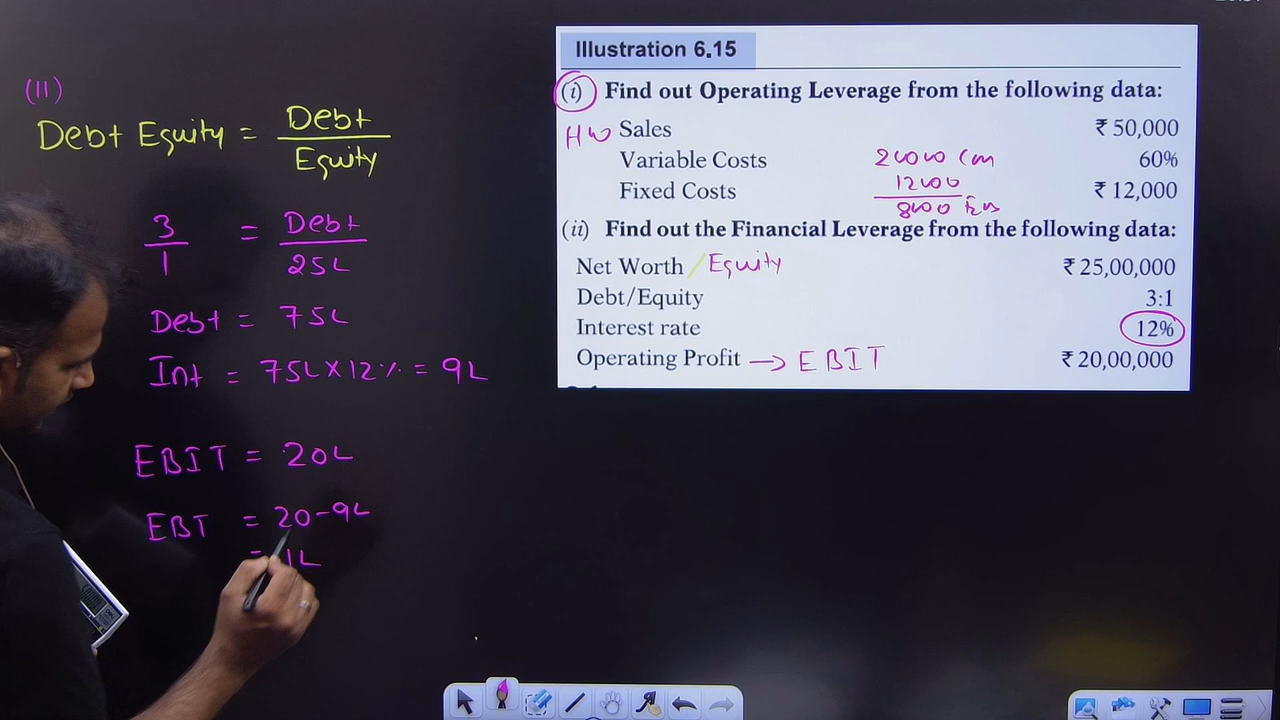 (II)
Debt Equity = Debt / Equity
3 / 1 = Debt / 25L
Debt = 75L
Int = 75L X 12% = 9L
EBIT = 20L
EBT = 20-9L
= 11L
Illustration 6.15
(i) Find out Operating Leverage from the following data:
HW Sales ₹ 50,000
Variable Costs 20000 Con 60%
12000
Fixed Costs ₹ 12,000
8000
(ii) Find out the Financial Leverage from the following data:
Net Worth / Equity ₹ 25,00,000
Debt/Equity 3:1
Interest rate 12%
Operating Profit → EBIT ₹ 20,00,000